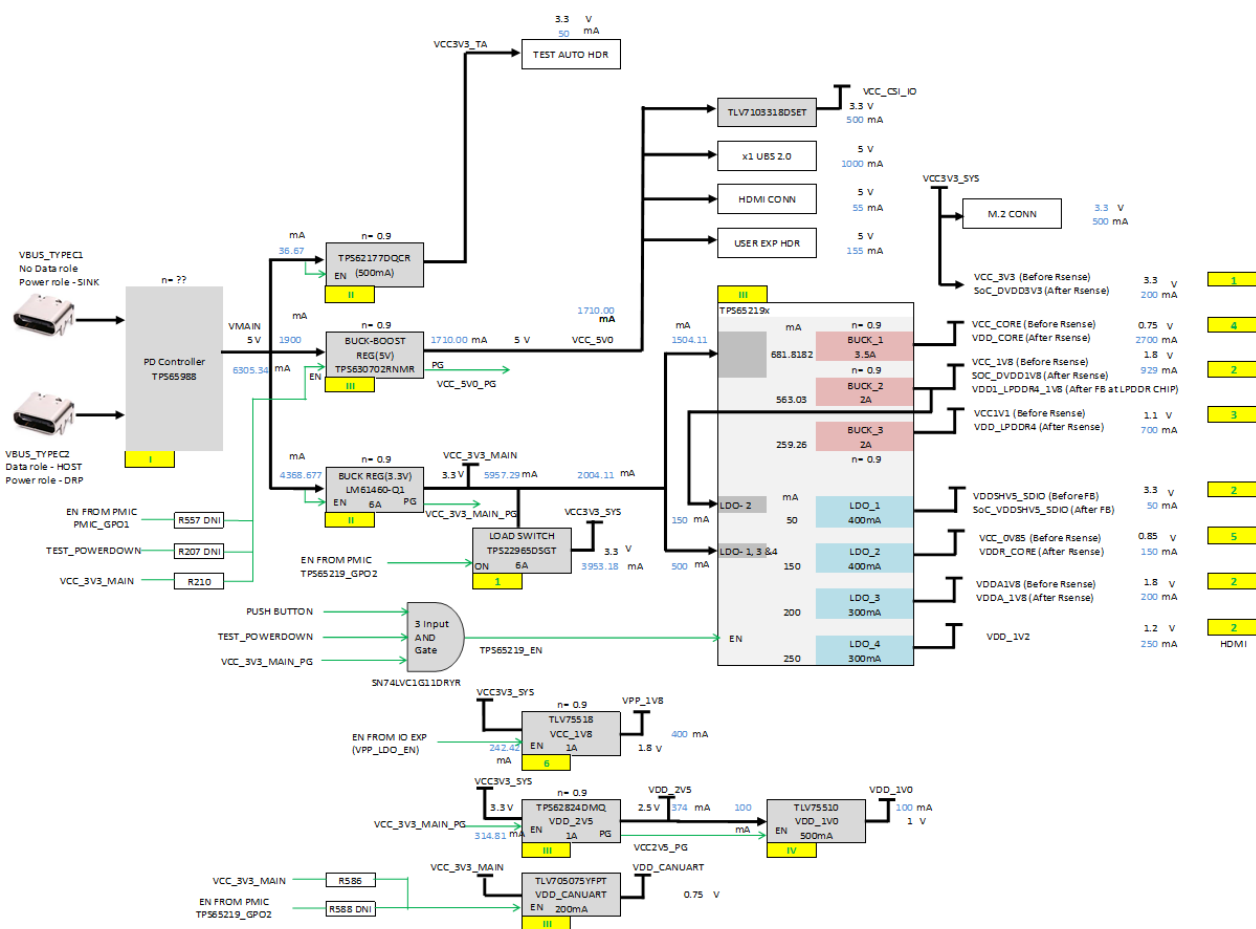 3.3 V
50 mA
VCC3V3_TA
TEST AUTO HDR
VCC_CSI_IO
TLV7103318DSET
3.3 V
500 mA
x1 UBS 2.0
5 V
1000 mA
HDMI CONN
5 V
55 mA
USER EXP HDR
5 V
155 mA
VCC3V3_SYS
M.2 CONN
3.3 V
500 mA
VCC_3V3 (Before Rsense)
SoC_DVDD3V3 (After Rsense)
3.3 V
200 mA
1
VBUS_TYPEC1
No Data role
Power role - SINK
n= ??
PD Controller
TPS65988
I
VBUS_TYPEC2
Data role - HOST
Power role - DRP
VMAIN
5 V
6305.34 mA
mA
36.67
n= 0.9
TPS62177DQCR
(500mA)
EN
II
mA
1900
n= 0.9
BUCK-BOOST
REG(5V)
TPS630702RNMR
EN
III
1710.00 mA
5 V
VCC_5V0
1710.00
mA
PG
VCC_5V0_PG
mA
4368.677
n= 0.9
BUCK REG(3.3V)
LM61460-Q1
EN
6A
PG
II
VCC_3V3_MAIN
3.3 V
5957.29 mA
2004.11 mA
VCC_3V3_MAIN_PG
LOAD SWITCH
TPS22965DSGT
ON
6A
1
VCC3V3_SYS
3.3 V
3953.18 mA
EN FROM PMIC
TPS65219_GPO2
EN FROM PMIC
PMIC_GPO1
R557 DNI
TEST_POWERDOWN
R207 DNI
VCC_3V3_MAIN
R210
PUSH BUTTON
TEST_POWERDOWN
VCC_3V3_MAIN_PG
3 Input
AND
Gate
SN74LVC1G11DRYR
TPS65219_EN
III
TPS65219x
mA
1504.11
mA
681.8182
n= 0.9
BUCK_1
3.5A
n= 0.9
BUCK_2
2A
563.03
BUCK_3
2A
n= 0.9
259.26
LDO- 2
150 mA
LDO- 1, 3 &4
500 mA
mA
50
LDO_1
400mA
150
LDO_2
400mA
200
LDO_3
300mA
250
LDO_4
300mA
EN
VCC_CORE (Before Rsense)
VDD_CORE (After Rsense)
0.75 V
2700 mA
4
VCC_1V8 (Before Rsense)
SOC_DVDD1V8 (After Rsense)
VDD1_LPDDR4_1V8 (After FB at LPDDR CHIP)
1.8 V
929 mA
2
VCC1V1 (Before Rsense)
VDD_LPDDR4 (After Rsense)
1.1 V
700 mA
3
VDDSHV5_SDIO (Before FB)
SoC_VDDSHV5_SDIO (After FB)
3.3 V
50 mA
2
VCC_0V85 (Before Rsense)
VDDR_CORE (After Rsense)
0.85 V
150 mA
5
VDDA1V8 (Before Rsense)
VDDA_1V8 (After Rsense)
1.8 V
200 mA
2
VDD_1V2
1.2 V
250 mA
2
HDMI
VCC3V3_SYS
n= 0.9
TLV75518
VCC_1V8
EN
1A
6
EN FROM IO EXP
(VPP_LDO_EN)
242.42
mA
VPP_1V8
400 mA
1.8 V
VCC3V3_SYS
3.3 V
n= 0.9
TPS62824DMQ
VDD_2V5
EN
1A
PG
III
VCC_3V3_MAIN_PG
314.81 mA
2.5 V
VDD_2V5
374 mA
100
mA
VCC2V5_PG
TLV75510
VDD_1V0
EN
500mA
IV
VDD_1V0
100 mA
1 V
VCC_3V3_MAIN
TLV705075YFPT
VDD_CANUART
EN
200mA
III
VDD_CANUART
0.75 V
VCC_3V3_MAIN
R586
EN FROM PMIC
TPS65219_GPO2
R588 DNI